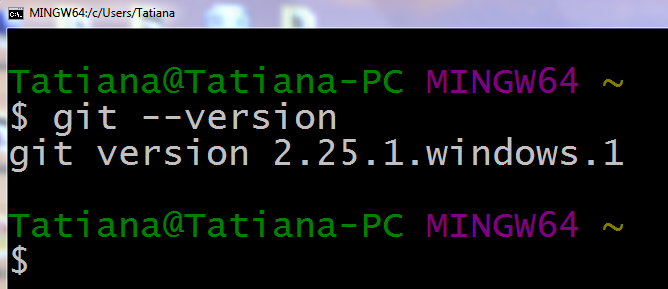 MINGW64:/c/Users/Tatiana
Tatiana@Tatiana-PC MINGW64 ~
$ git --version
git version 2.25.1.windows.1
Tatiana@Tatiana-PC MINGW64 ~
$